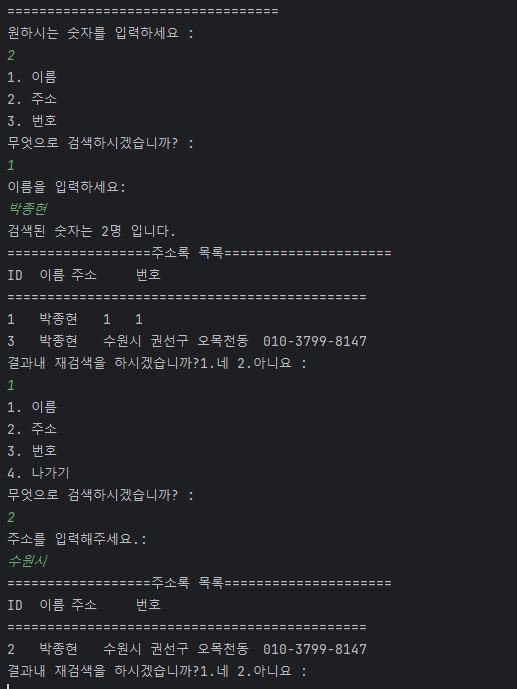 ==================================
원하시는 숫자를 입력하세요 :
2
1. 이름
2. 주소
3. 번호
무엇으로 검색하시겠습니까? :
1
이름을 입력하세요:
박종현
검색된 숫자는 2명 입니다.
==================주소록 목록=====================
ID 이름 주소 번호
=============================================
1 박종현 1 1
3 박종현 수원시 권선구 오목천동 010-3799-8147
결과내 재검색을 하시겠습니까?1.네 2.아니요 :
1
1. 이름
2. 주소
3. 번호
4. 나가기
무엇으로 검색하시겠습니까? :
2
주소를 입력해주세요.:
수원시
==================주소록 목록=====================
ID 이름 주소 번호
=============================================
2 박종현 수원시 권선구 오목천동 010-3799-8147
결과내 재검색을 하시겠습니까?1.네 2.아니요 :